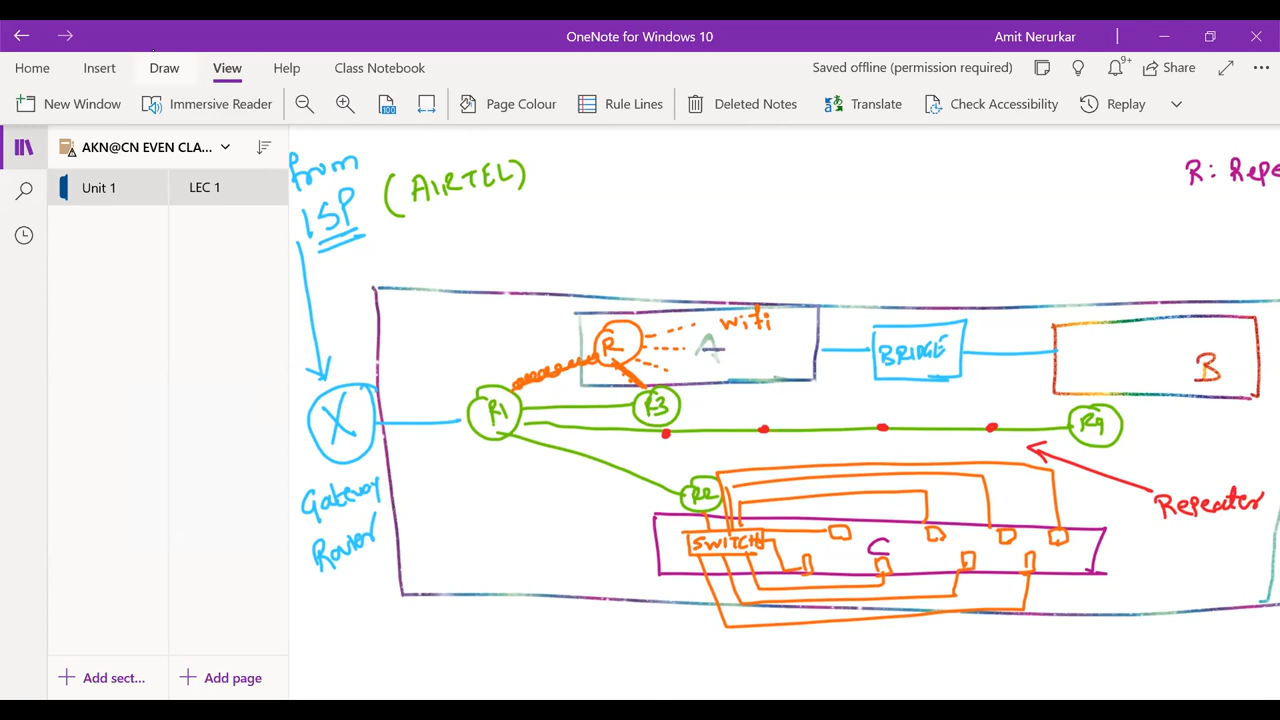 OneNote for Windows 10
Amit Nerurkar
Home Insert Draw View Help Class Notebook
Saved offline (permission required)
9+
Share
New Window
Immersive Reader
100
Page Colour
Rule Lines
Deleted Notes
Translate
Check Accessibility
Replay
AKN@CN EVEN CLA...
Unit 1
LEC 1
from
ISP
(AIRTEL)
R: Repe
R
wifi
A
BRIDGE
B
X
R1
R3
R4
Gateway
R2
Repeater
SWITCH
C
Add sect...
Add page